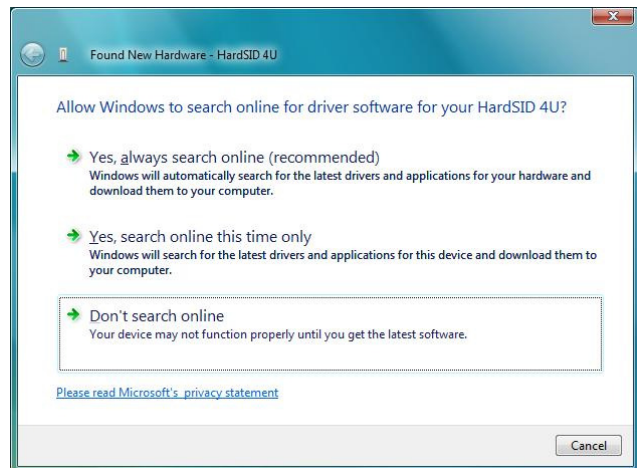 Found New Hardware - HardSID 4U
Allow Windows to search online for driver software for your HardSID 4U?
Yes, always search online (recommended)
Windows will automatically search for the latest drivers and applications for your hardware and
download them to your computer.
Yes, search online this time only
Windows will search for the latest drivers and applications for this device and download them to
your computer.
Don't search online
Your device may not function properly until you get the latest software.
Please read Microsoft's privacy statement
Cancel